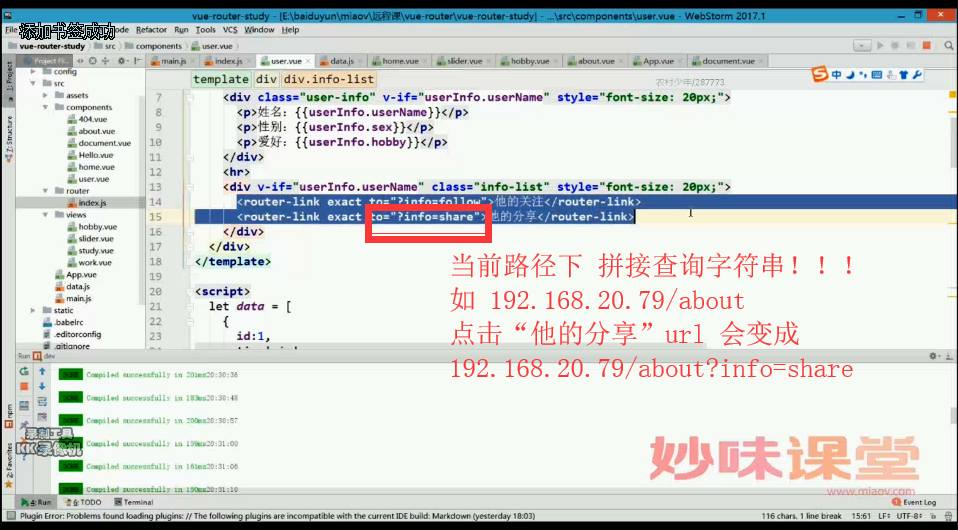 vue-router-study - [E:\baiduyun\miaov\远程课\vue-router\vue-router-study] - ...\src\components\user.vue - WebStorm 2017.1
添加书签成功
Refactor Run Tools VCS Window Help
vue-router-study src components user.vue
main.js index.js user.vue data.js home.vue slider.vue hobby.vue about.vue App.vue document.vue
template div div.info-list
农村少年/287773
中
1: Project
Z: Structure
config
src
assets
components
404.vue
about.vue
document.vue
Hello.vue
home.vue
user.vue
router
index.js
views
hobby.vue
slider.vue
study.vue
work.vue
App.vue
data.js
main.js
static
.babelrc
.editorconfig
.gitignore
7 <div class="user-info" v-if="userInfo.userName" style="font-size: 20px;">
8 <p>姓名: {{userInfo.userName}}</p>
9 <p>性别: {{userInfo.sex}}</p>
10 <p>爱好: {{userInfo.hobby}}</p>
11 </div>
12 <hr>
13 <div v-if="userInfo.userName" class="info-list" style="font-size: 20px;">
14 <router-link exact to="?info=follow">他的关注</router-link>
15 <router-link exact to="?info=share">他的分享</router-link>
16 </div>
17 </div>
18 </template>
19
20 <script>
21 let data = [
22 {
23 id:1,
当前路径下 拼接查询字符串！！！
如 192.168.20.79/about
点击“他的分享”url 会变成
192.168.20.79/about?info=share
Run dev
Compiled successfully in 201ms20:30:36
Compiled successfully in 183ms20:30:48
Compiled successfully in 200ms20:30:57
Compiled successfully in 159ms20:31:00
Compiled successfully in 161ms20:31:06
Compiled successfully in 150ms20:31:10
npm
2: Favorites
录制工具
KK录像机
妙味课堂
www.miaov.com
4: Run 6: TODO Terminal Event Log
Plugin Error: Problems found loading plugins: // The following plugins are incompatible with the current IDE build: Markdown (yesterday 18:03) 116 chars, 1 line break 15:61 LF÷ UTF-8÷